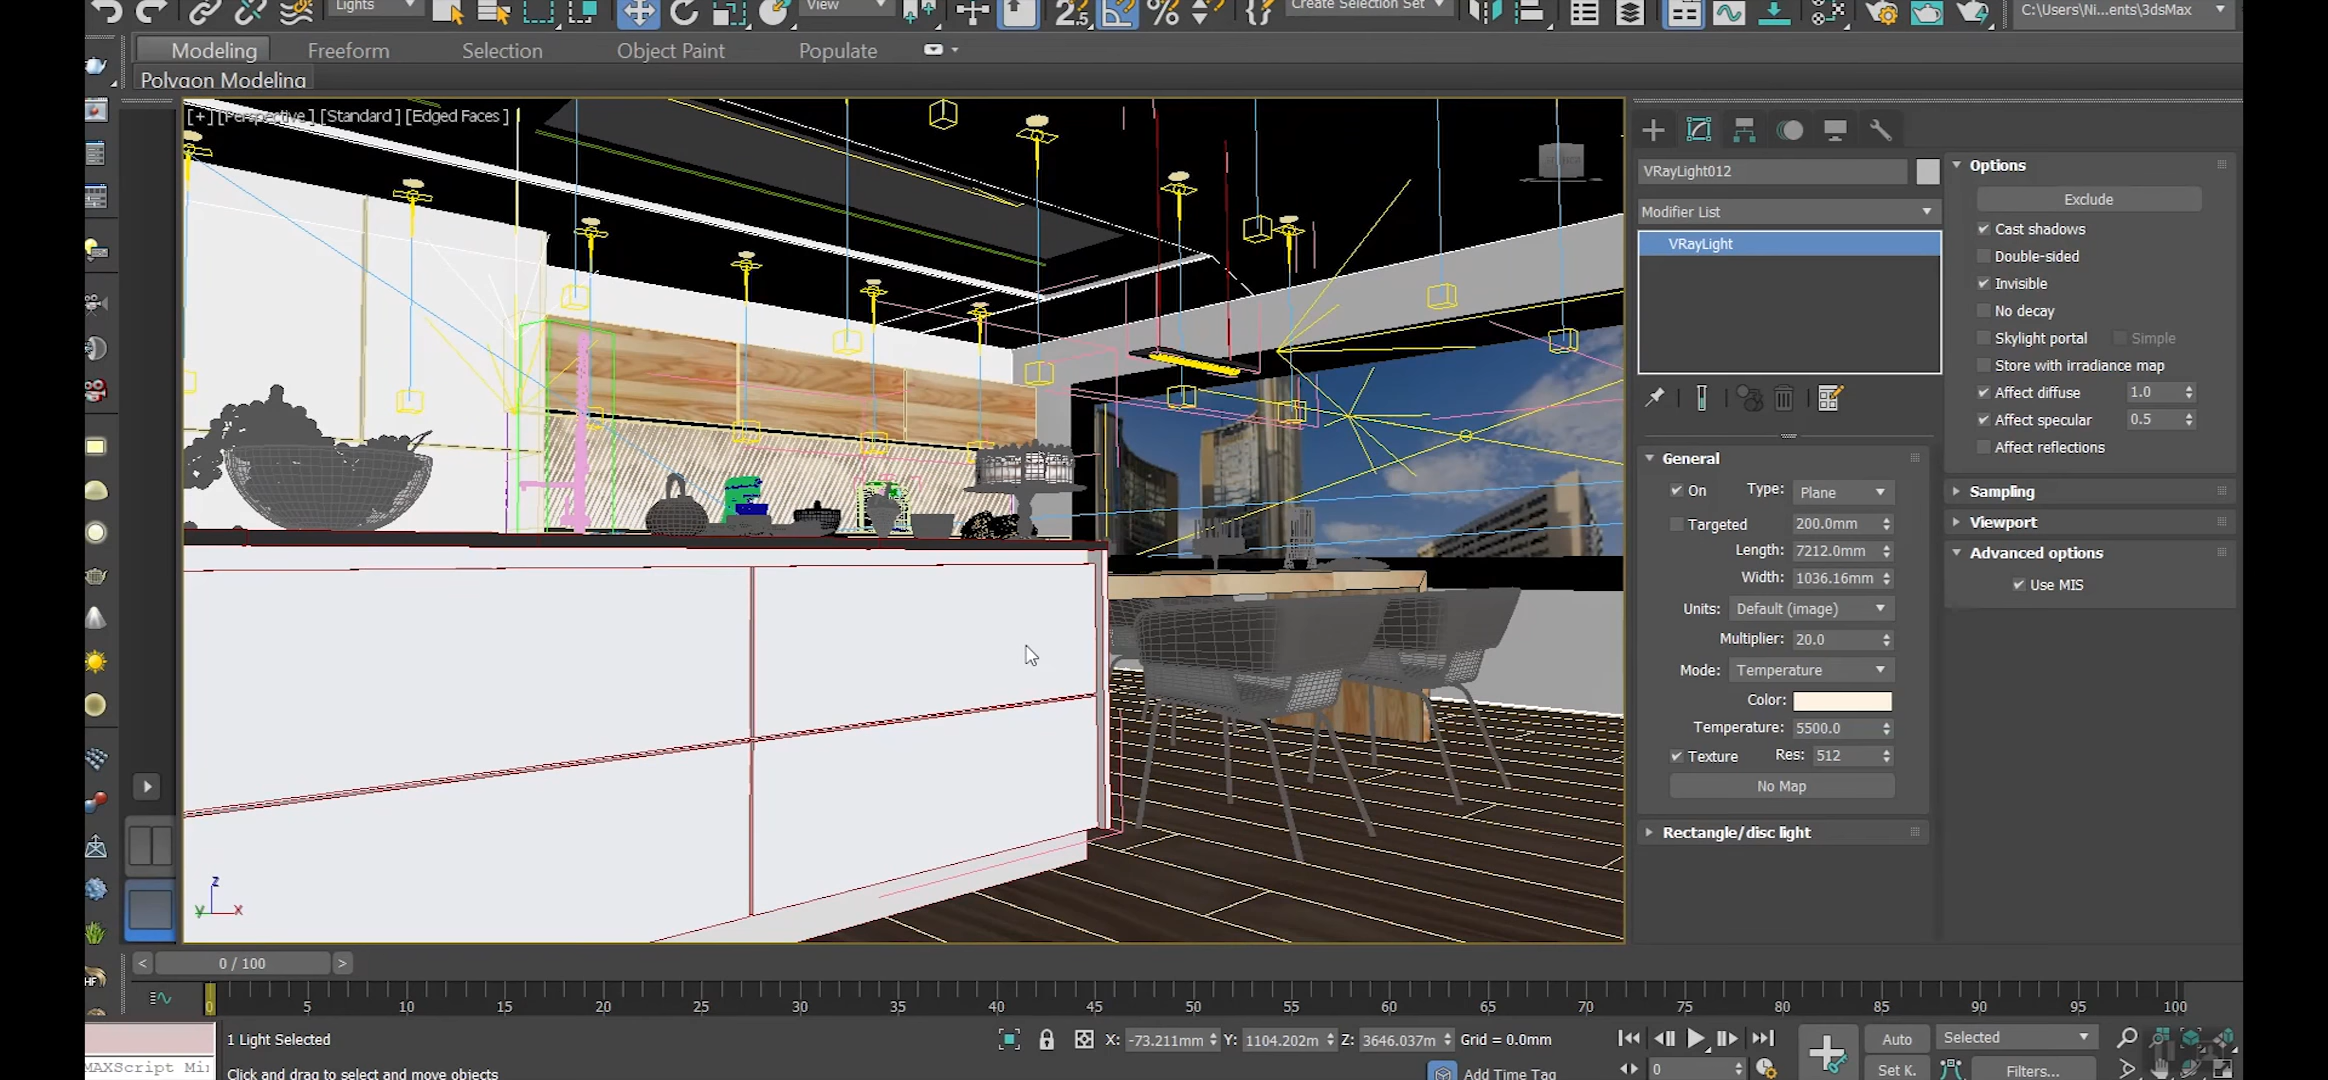 Lights
View
2.5
%
Create Selection Set
C:\Users\Ni...ents\3dsMax
Modeling
Freeform
Selection
Object Paint
Populate
Polygon Modeling
[+] [Perspective ] [Standard ] [Edged Faces ]
VRayLight012
Modifier List
VRayLight
General
On
Type:
Plane
Targeted
200.0mm
Length:
7212.0mm
Width:
1036.16mm
Units:
Default (image)
Multiplier:
20.0
Mode:
Temperature
Color:
Temperature:
5500.0
Texture
Res:
512
No Map
Rectangle/disc light
Options
Exclude
Cast shadows
Double-sided
Invisible
No decay
Skylight portal
Simple
Store with irradiance map
Affect diffuse
1.0
Affect specular
0.5
Affect reflections
Sampling
Viewport
Advanced options
Use MIS
z
y
x
HF
< 0 / 100 >
0 5 10 15 20 25 30 35 40 45 50 55 60 65 70 75 80 85 90 95 100
1 Light Selected
X: -73.211mm
Y: 1104.202m
Z: 3646.037m
Grid = 0.0mm
Auto
Selected
MAXScript Mi
Click and drag to select and move objects
Add Time Tag
0
Set K.
Filters...